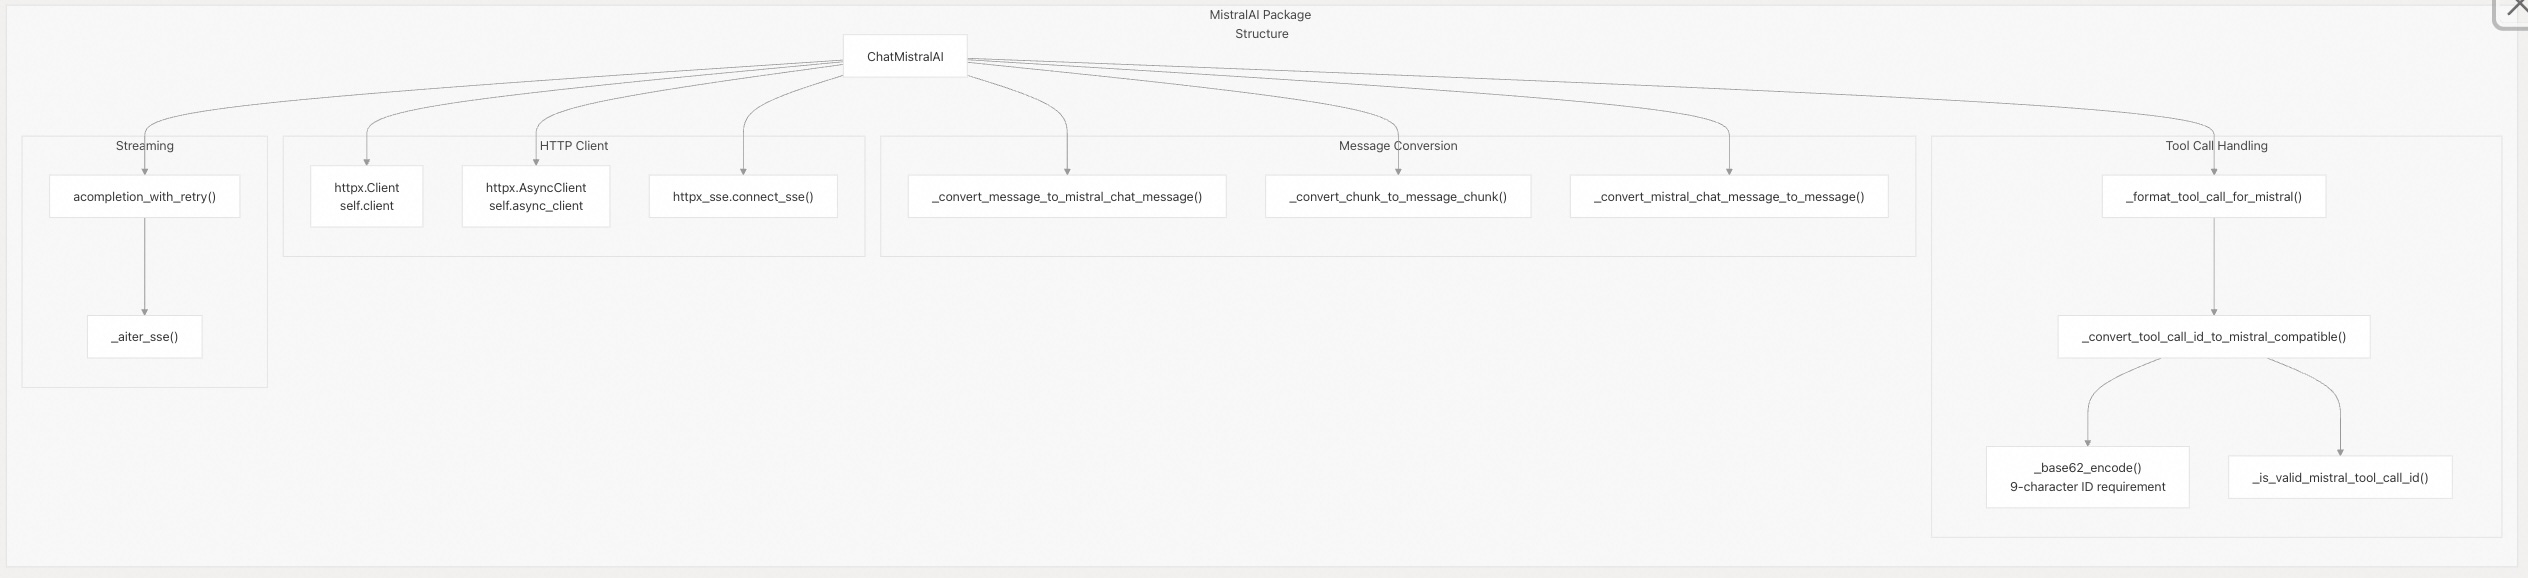 MistralAI Package
Structure
ChatMistralAI
Streaming
acompletion_with_retry()
_aiter_sse()
HTTP Client
httpx.Client
self.client
httpx.AsyncClient
self.async_client
httpx_sse.connect_sse()
Message Conversion
_convert_message_to_mistral_chat_message()
_convert_chunk_to_message_chunk()
_convert_mistral_chat_message_to_message()
Tool Call Handling
_format_tool_call_for_mistral()
_convert_tool_call_id_to_mistral_compatible()
_base62_encode()
9-character ID requirement
_is_valid_mistral_tool_call_id()